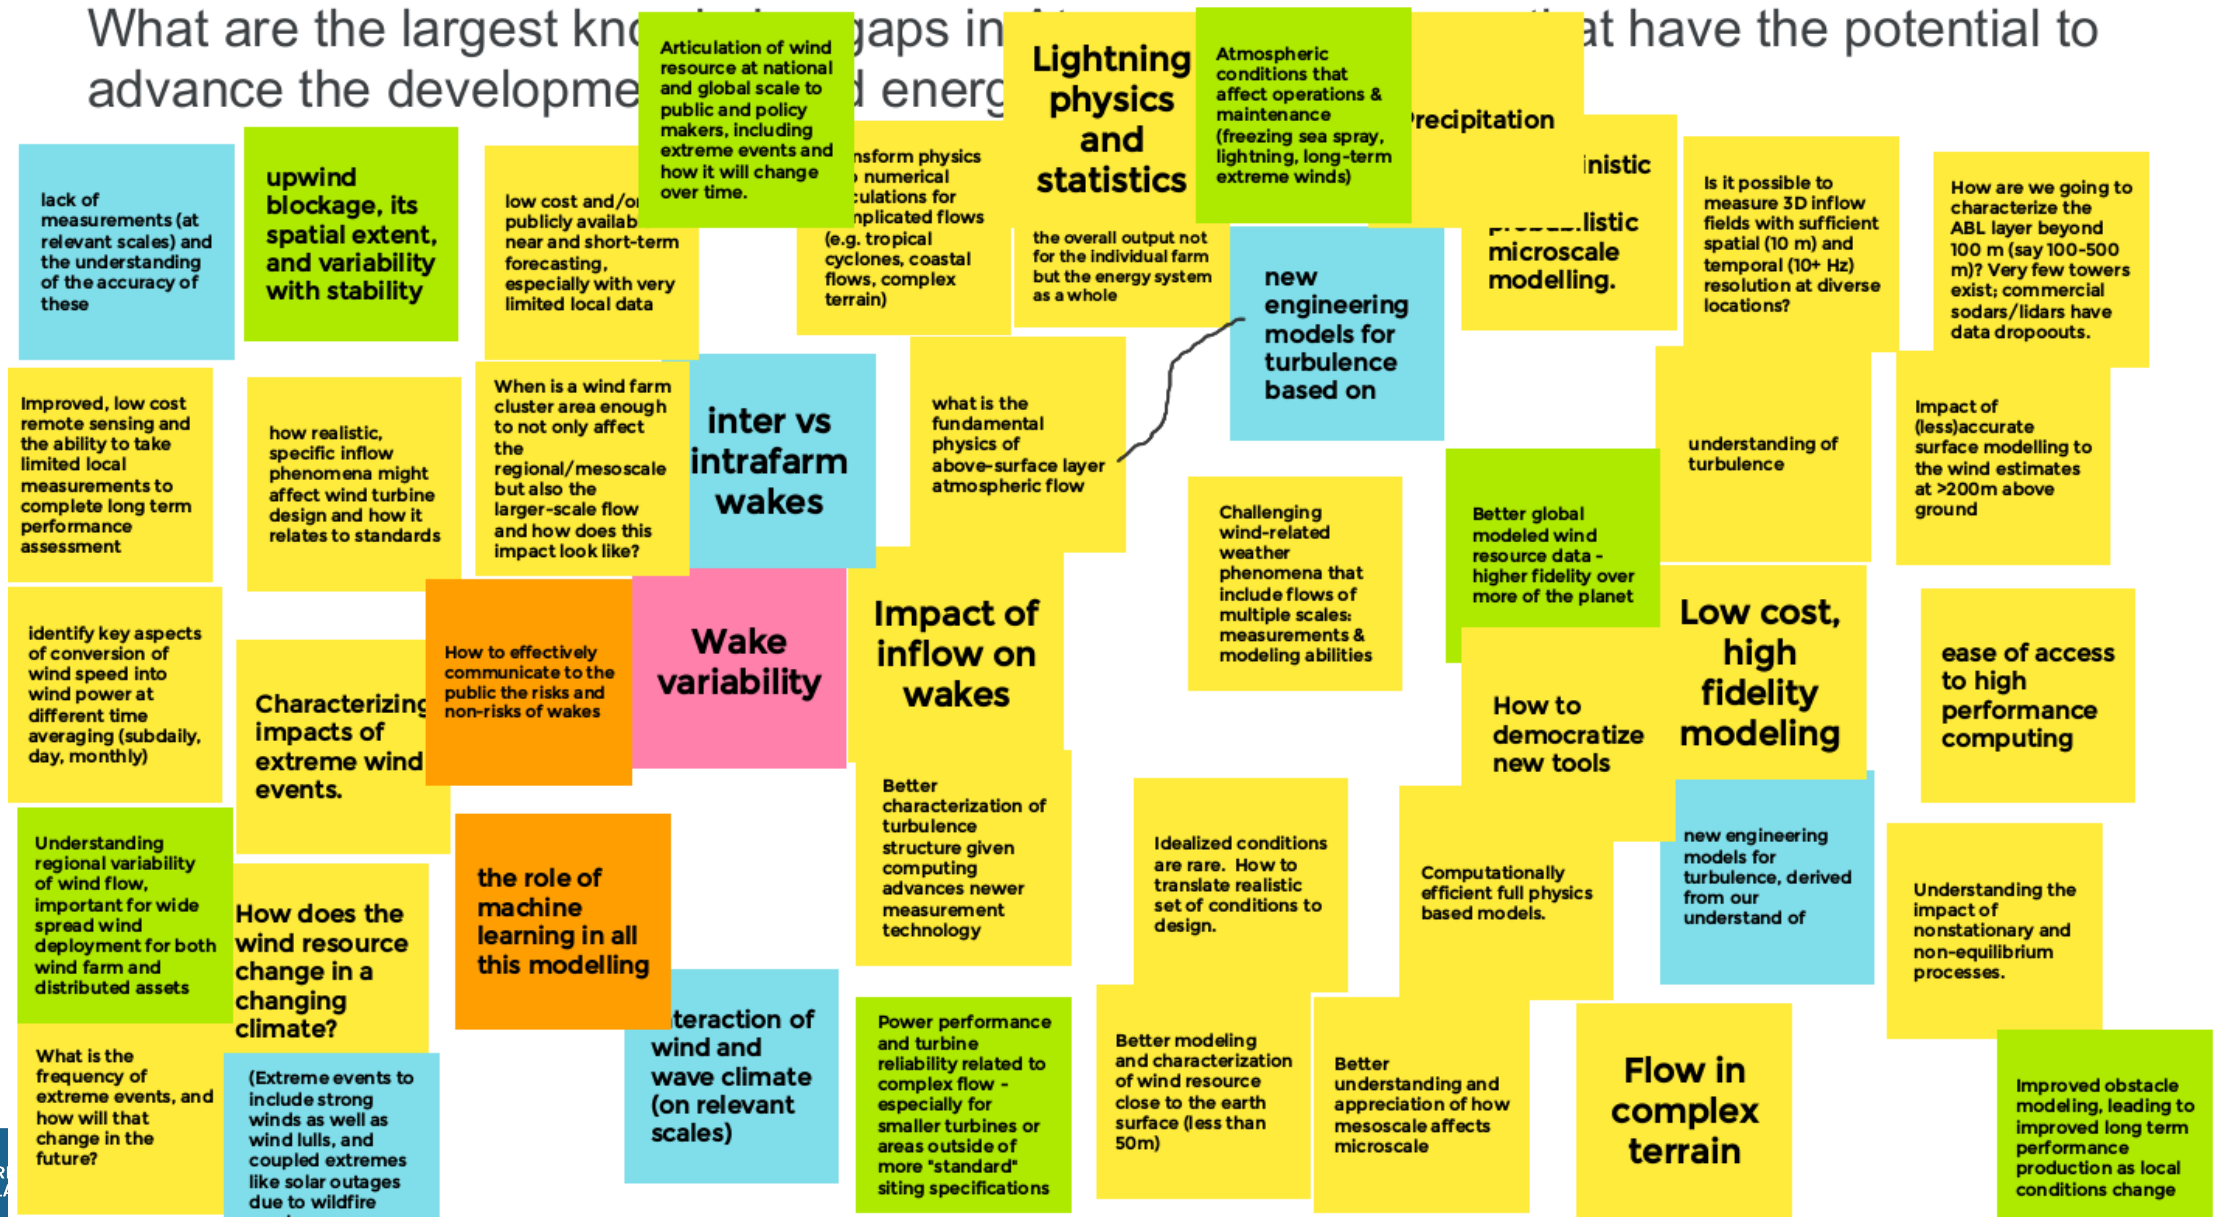 What are the largest
gaps in
have the potential to
advance the
Articulation of wind
resource at national
and global scale to
public and policy
makers, including
extreme events and
how it will change
over time.
Lightning
physics
and
statistics
Atmospheric
conditions that
affect operations &
maintenance
(freezing sea spray,
lightning, long-term
extreme winds)
lack of
measurements (at
relevant scales) and
the understanding
of the accuracy of
these
upwind
blockage, its
spatial extent,
and variability
with stability
low cost and/or
publicly
near and short-term
forecasting,
especially with very
limited local data
physics
numerical
for
flows
(e.g. tropical
cyclones, coastal
flows, complex
terrain)
the overall output not
for the individual farm
but the energy system
as a whole
new
engineering
models for
turbulence
based on
microscale
modelling.
Is it possible to
measure 3D inflow
fields with sufficient
spatial (10 m) and
temporal (10+ Hz)
resolution at diverse
locations?
How are we going to
characterize the
ABL layer beyond
100 m (say 100-500
m)? Very few towers
exist; commercial
sodars/lidars have
data dropoouts.
Improved, low cost
remote sensing and
the ability to take
limited local
measurements to
complete long term
performance
assessment
how realistic,
specific inflow
phenomena might
affect wind turbine
design and how it
relates to standards
When is a wind farm
cluster area enough
to not only affect
the
regional/mesoscale
but also the
larger-scale flow
and how does this
impact look like?
inter vs
intrafarm
wakes
what is the
fundamental
physics of
above-surface layer
atmospheric flow
Challenging
wind-related
weather
phenomena that
include flows of
multiple scales:
measurements &
modeling abilities
Better global
modeled wind
resource data -
higher fidelity over
more of the planet
understanding of
turbulence
Impact of
(less)accurate
surface modelling to
the wind estimates
at >200m above
ground
identify key aspects
of conversion of
wind speed into
wind power at
different time
averaging (subdaily,
day, monthly)
Characterizing
impacts of
extreme wind
events.
How to effectively
communicate to the
public the risks and
non-risks of wakes
Wake
variability
Impact of
inflow on
wakes
How to
democratize
new tools
Low cost,
high
fidelity
modeling
ease of access
to high
performance
computing
Understanding
regional variability
of wind flow,
important for wide
spread wind
deployment for both
wind farm and
distributed assets
How does the
wind resource
change in a
changing
climate?
the role of
machine
learning in all
this modelling
Better
characterization of
turbulence
structure given
computing
advances newer
measurement
technology
Idealized conditions
are rare. How to
translate realistic
set of conditions to
design.
Computationally
efficient full physics
based models.
new engineering
models for
turbulence, derived
from our
understand of
Understanding the
impact of
nonstationary and
non-equilibrium
processes.
What is the
frequency of
extreme events, and
how will that
change in the
future?
(Extreme events to
include strong
winds as well as
wind lulls, and
coupled extremes
like solar outages
due to wildfire
of
wind and
wave climate
(on relevant
scales)
Power performance
and turbine
reliability related to
complex flow -
especially for
smaller turbines or
areas outside of
more "standard"
siting specifications
Better modeling
and characterization
of wind resource
close to the earth
surface (less than
50m)
Better
understanding and
appreciation of how
mesoscale affects
microscale
Flow in
complex
terrain
Improved obstacle
modeling, leading to
improved long term
performance
production as local
conditions change